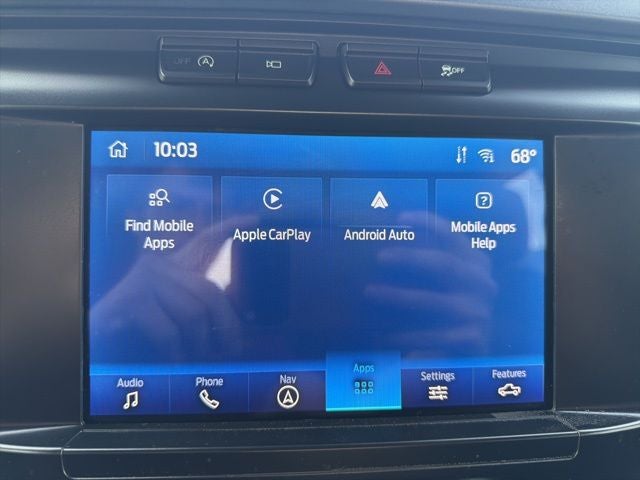 OFF
OFF
10:03
68°
Find Mobile
Apps
Apple CarPlay
Android Auto
Mobile Apps
Help
Audio
Phone
Nav
Apps
Settings
Features